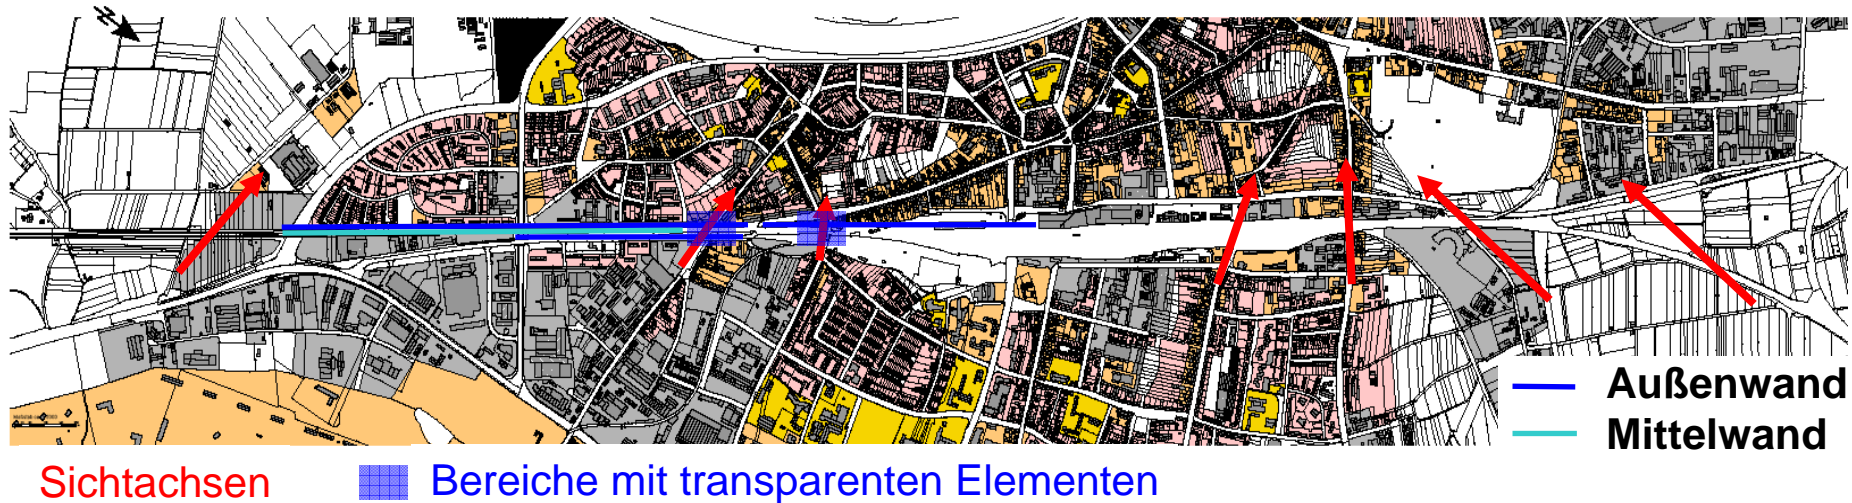 N
Außenwand
Mittelwand
Sichtachsen
Bereiche mit transparenten Elementen